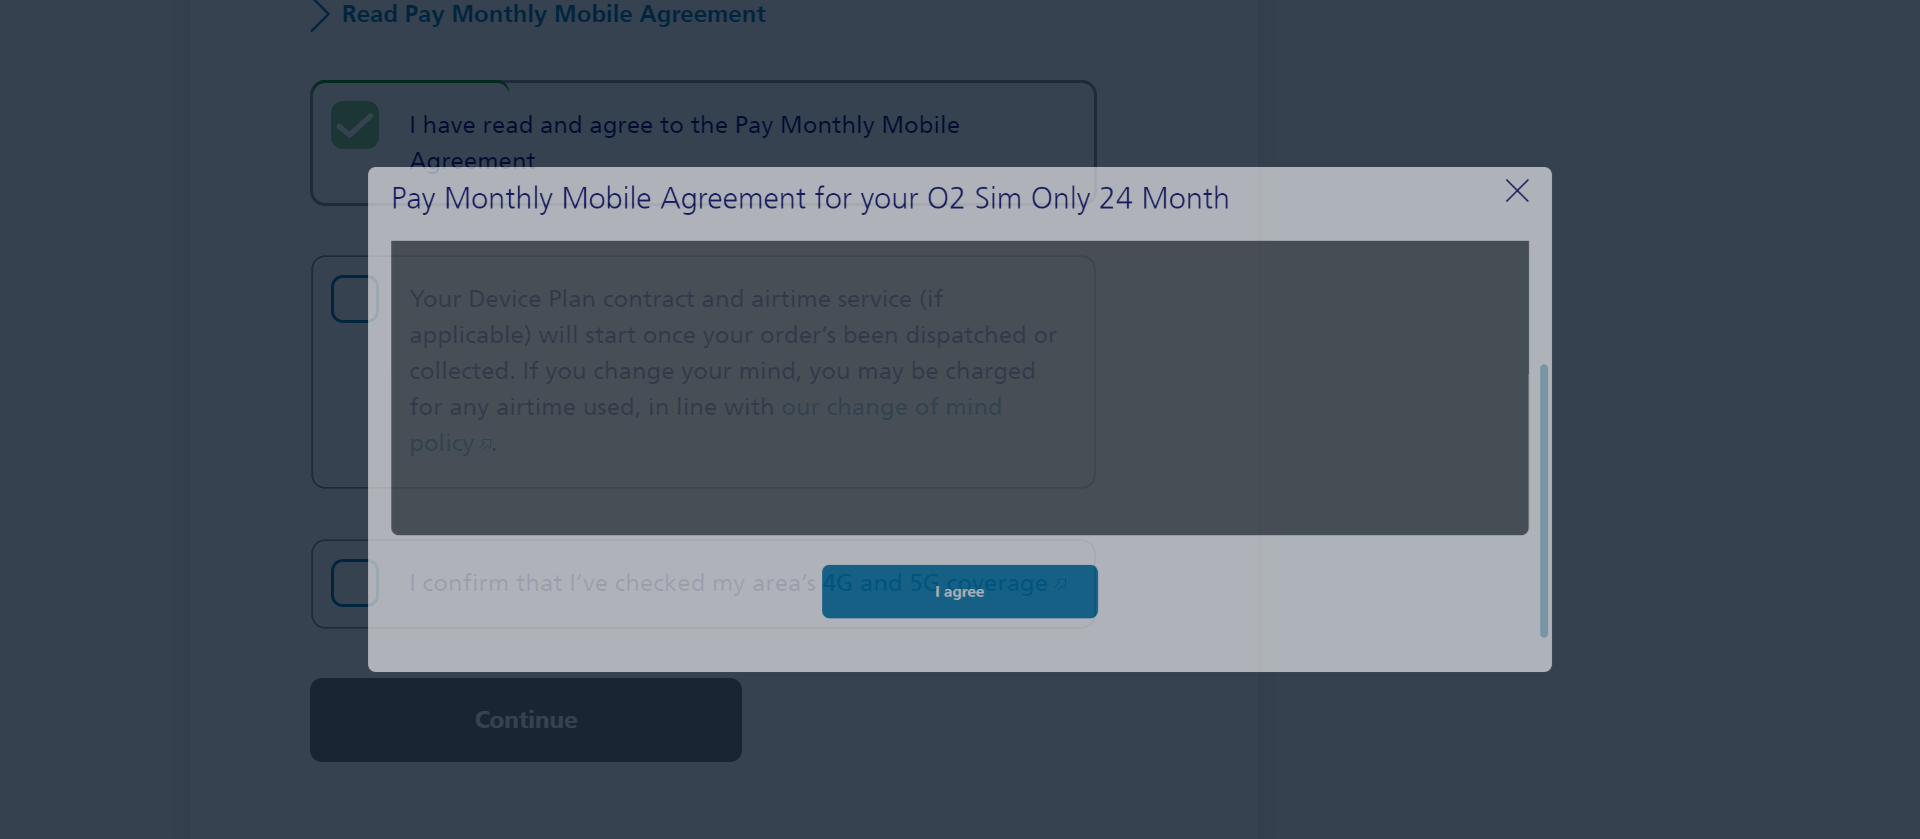 Read Pay Monthly Mobile Agreement
I have read and agree to the Pay Monthly Mobile
Agreement
Pay Monthly Mobile Agreement for your O2 Sim Only 24 Month
Your Device Plan contract and airtime service (if
applicable) will start once your order’s been dispatched or
collected. If you change your mind, you may be charged
for any airtime used, in line with our change of mind
policy.
I confirm that I’ve checked my area’s 4G and 5G coverage
I agree
Continue